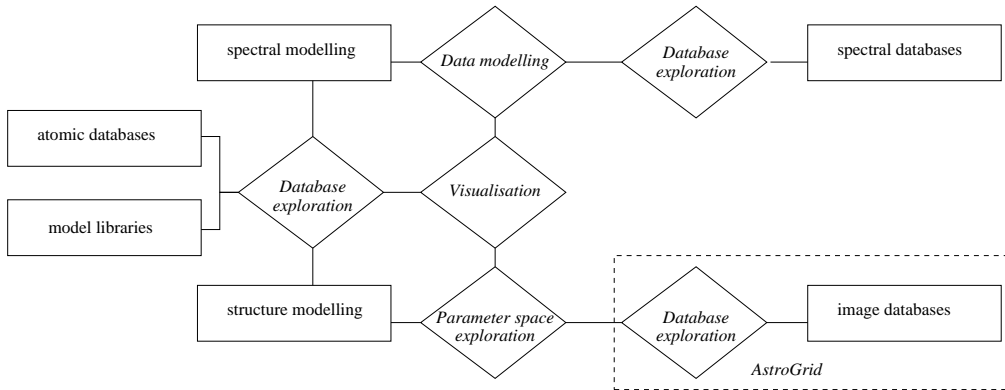 spectral modelling
Data modelling
Database
exploration
spectral databases
atomic databases
model libraries
Database
exploration
Visualisation
structure modelling
Parameter space
exploration
Database
exploration
image databases
AstroGrid